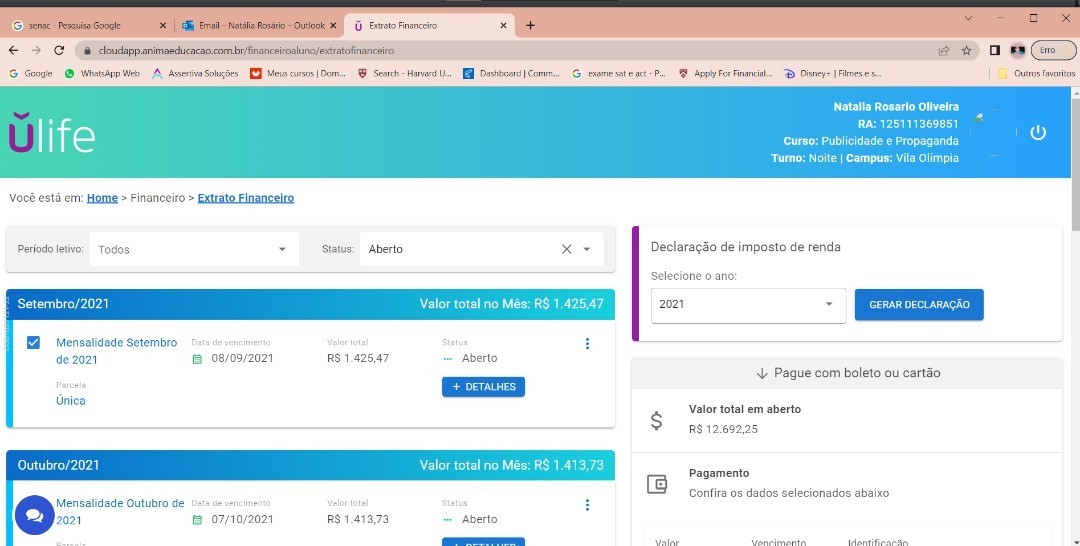 senac - Pesquisa Google
Email – Natália Rosário – Outlook
Extrato Financeiro
cloudapp.animaeducacao.com.br/financeiroaluno/extratofinanceiro
Erro
Google
WhatsApp Web
Assertiva Soluções
Meus cursos | Dom...
Search - Harvard U...
Dashboard | Comm...
exame sat e act - P...
Apply For Financial...
Disney+ | Filmes e s...
Outros favoritos
ulife
Natalia Rosario Oliveira
RA: 125111369851
Curso: Publicidade e Propaganda
Turno: Noite | Campus: Vila Olímpia
Você está em: Home > Financeiro > Extrato Financeiro
Período letivo: Todos
Status: Aberto
Setembro/2021 Valor total no Mês: R$ 1.425,47
Mensalidade Setembro de 2021
Data de vencimento
08/09/2021
Valor total
R$ 1.425,47
Status
Aberto
Parcela
Única
+ DETALHES
Outubro/2021 Valor total no Mês: R$ 1.413,73
Mensalidade Outubro de 2021
Data de vencimento
07/10/2021
Valor total
R$ 1.413,73
Status
Aberto
Parcela
+ DETALHES
Declaração de imposto de renda
Selecione o ano:
2021
GERAR DECLARAÇÃO
Pague com boleto ou cartão
Valor total em aberto
R$ 12.692,25
Pagamento
Confira os dados selecionados abaixo
Valor Vencimento Identificação